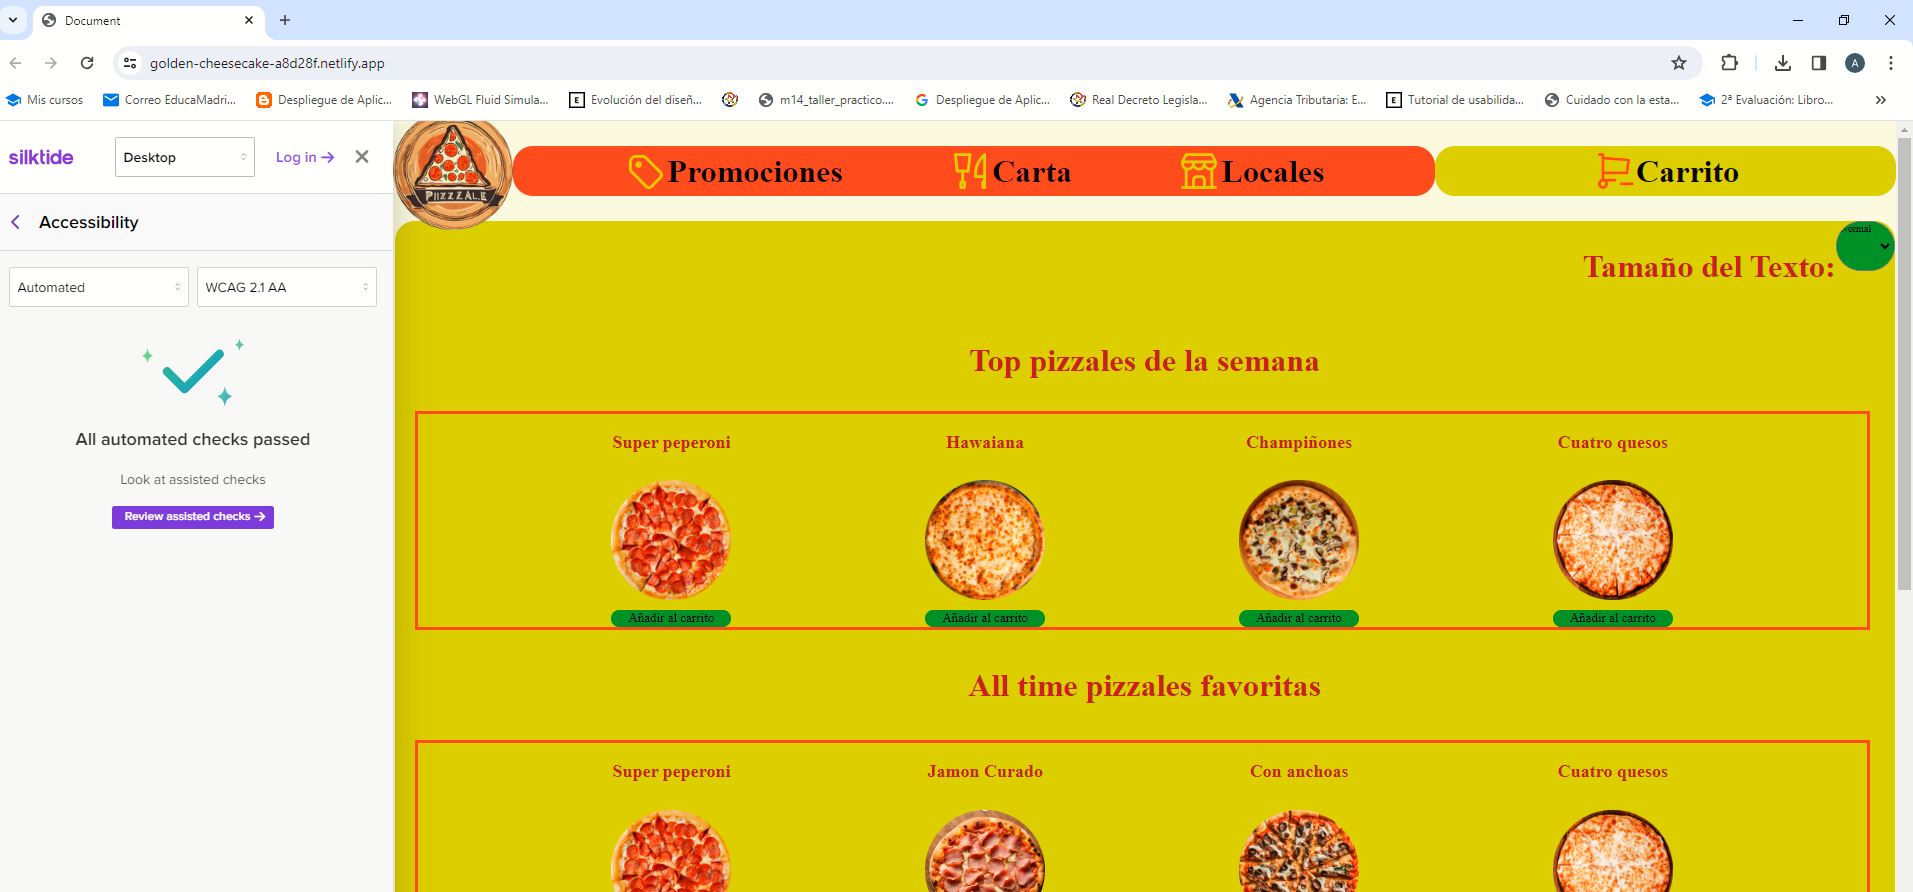 Document
golden-cheesecake-a8d28f.netlify.app
A
Mis cursos
Correo EducaMadri...
Despliegue de Aplic...
WebGL Fluid Simula...
Evolución del diseñ...
m14_taller_practico....
Despliegue de Aplic...
Real Decreto Legisla...
Agencia Tributaria: E...
Tutorial de usabilida...
Cuidado con la esta...
2ª Evaluación: Libro...
silktide
Desktop
Log in →
Accessibility
Automated
WCAG 2.1 AA
All automated checks passed
Look at assisted checks
Review assisted checks →
PIIZZZALE
Promociones
Carta
Locales
Carrito
Normal
Tamaño del Texto:
Top pizzales de la semana
Super peperoni
Hawaiana
Champiñones
Cuatro quesos
Añadir al carrito
Añadir al carrito
Añadir al carrito
Añadir al carrito
All time pizzales favoritas
Super peperoni
Jamon Curado
Con anchoas
Cuatro quesos